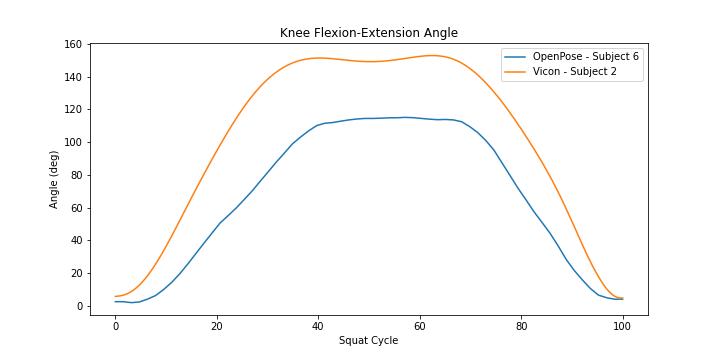 Knee Flexion-Extension Angle
OpenPose - Subject 6
Vicon - Subject 2
Angle (deg)
160
140
120
100
80
60
40
20
0
0 20 40 60 80 100
Squat Cycle